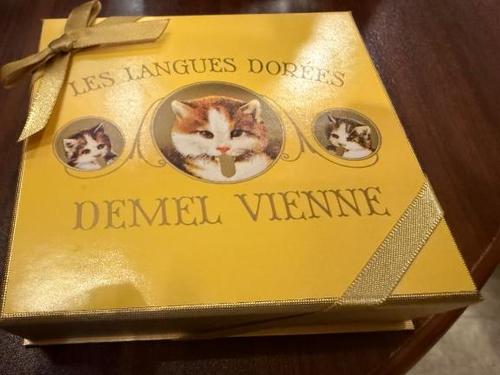 LES LANGUES DORÉES
DEMEL VIENNE